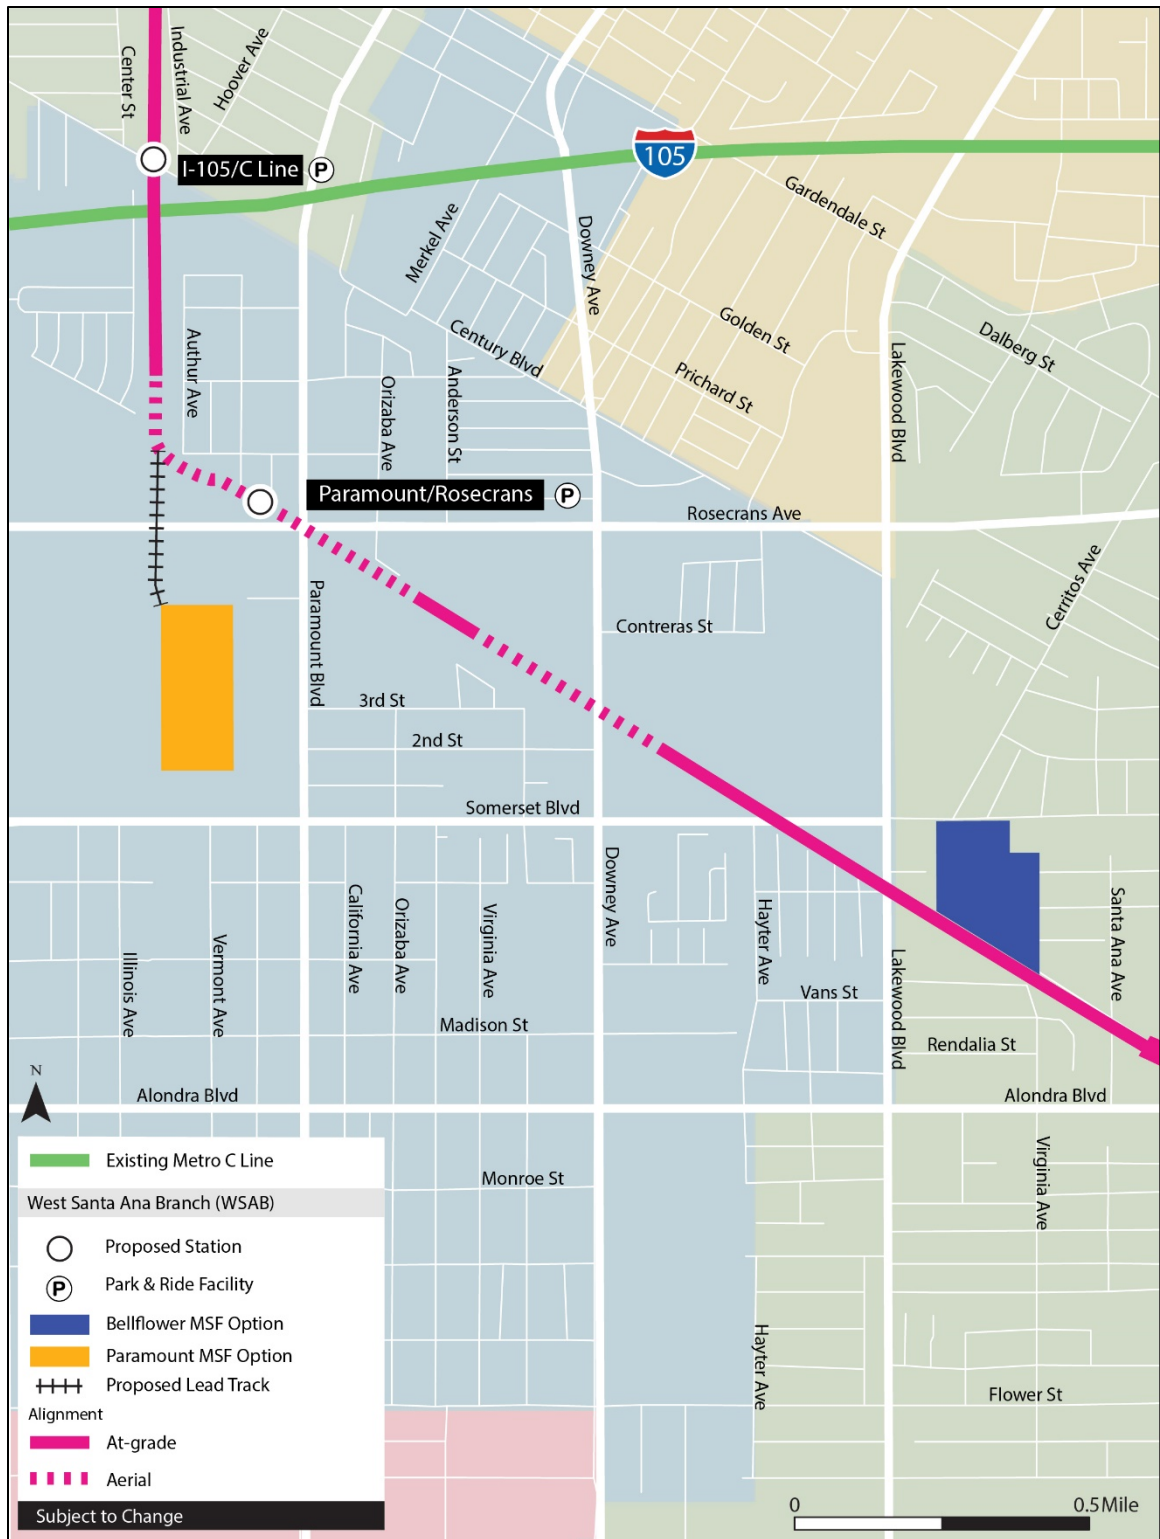 Center St
Industrial Ave
Hoover Ave
I-105/C Line
P
105
Gardendale St
Merkel Ave
Downey Ave
Golden St
Dalberg St
Century Blvd
Prichard St
Lakewood Blvd
Authur Ave
Orizaba Ave
Anderson St
Paramount/Rosecrans
P
Rosecrans Ave
Cerritos Ave
Paramount Blvd
Contreras St
3rd St
2nd St
Somerset Blvd
Downey Ave
California Ave
Orizaba Ave
Virginia Ave
Hayter Ave
Santa Ana Ave
Illinois Ave
Vermont Ave
Lakewood Blvd
Vans St
Madison St
Rendalia St
N
Alondra Blvd
Alondra Blvd
Existing Metro C Line
West Santa Ana Branch (WSAB)
Proposed Station
P
Park & Ride Facility
Bellflower MSF Option
Paramount MSF Option
Proposed Lead Track
Alignment
At-grade
Aerial
Subject to Change
Monroe St
Virginia Ave
Hayter Ave
Flower St
0
0.5Mile